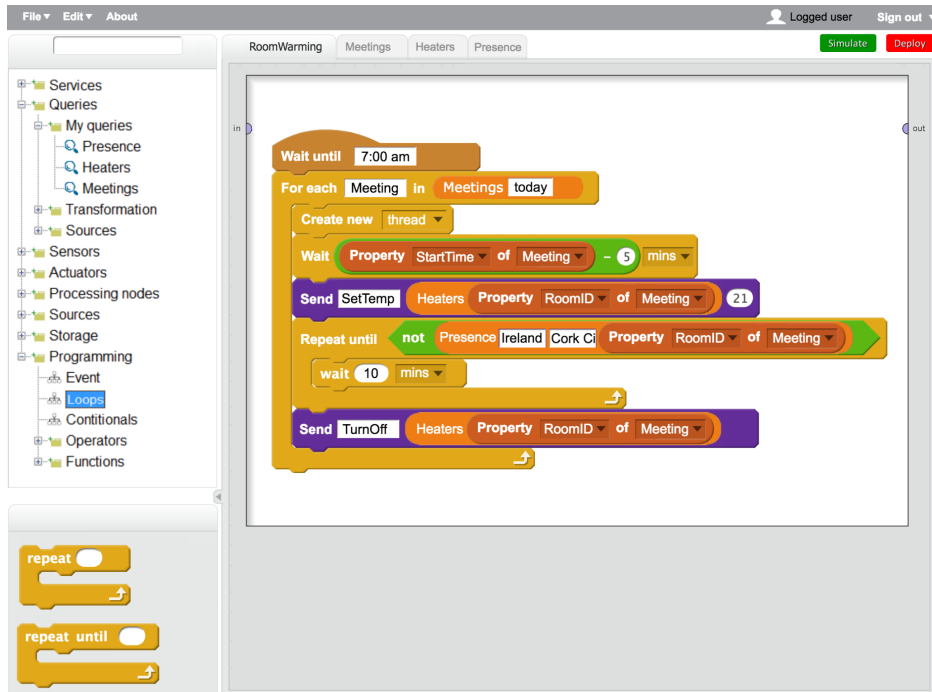 File▾ Edit▾ About Logged user Sign out
RoomWarming Meetings Heaters Presence Simulate Deploy
Services
Queries
My queries
Presence
Heaters
Meetings
Transformation
Sources
Sensors
Actuators
Processing nodes
Sources
Storage
Programming
Event
Loops
Contitionals
Operators
Functions
repeat
repeat until
in
out
Wait until 7:00 am
For each Meeting in Meetings today
Create new thread
Wait Property StartTime of Meeting - 5 mins
Send SetTemp Heaters Property RoomID of Meeting 21
Repeat until not Presence Ireland Cork Ci Property RoomID of Meeting
wait 10 mins
Send TurnOff Heaters Property RoomID of Meeting